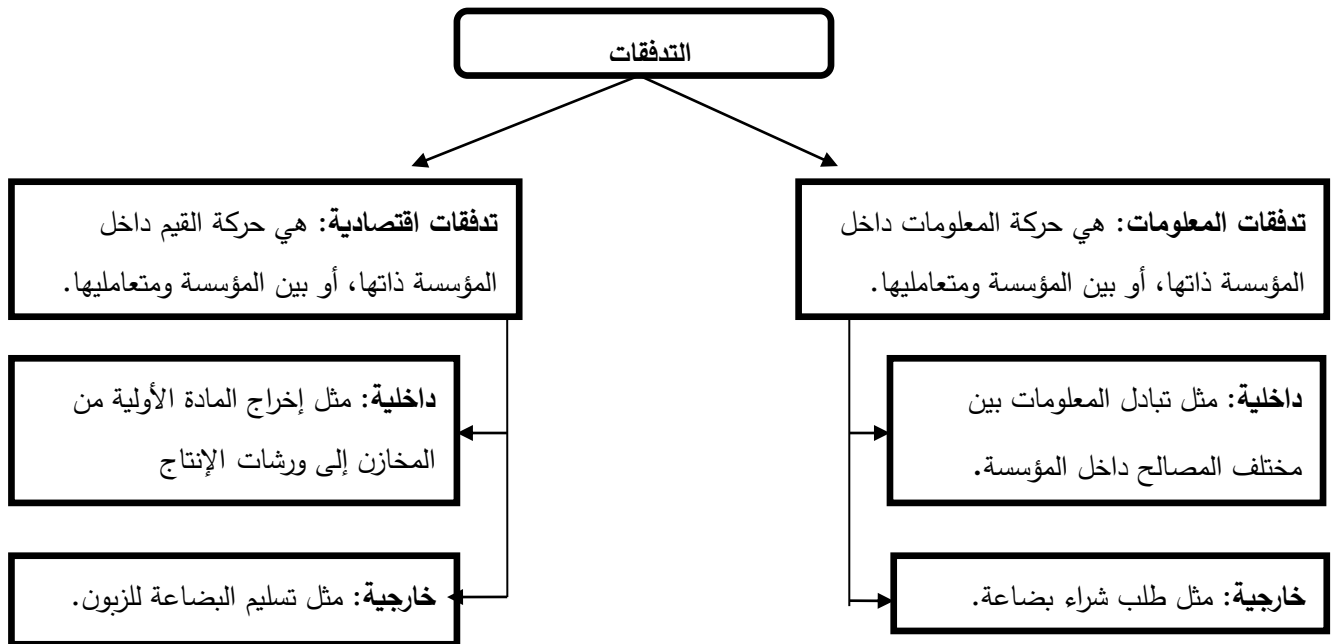 التدفقات
تدفقات المعلومات: هي حركة المعلومات داخل
المؤسسة ذاتها، أو بين المؤسسة ومتعامليها.
تدفقات اقتصادية: هي حركة القيم داخل
المؤسسة ذاتها، أو بين المؤسسة ومتعامليها.
داخلية: مثل تبادل المعلومات بين
مختلف المصالح داخل المؤسسة.
داخلية: مثل إخراج المادة الأولية من
المخازن إلى ورشات الإنتاج
خارجية: مثل طلب شراء بضاعة.
خارجية: مثل تسليم البضاعة للزبون.